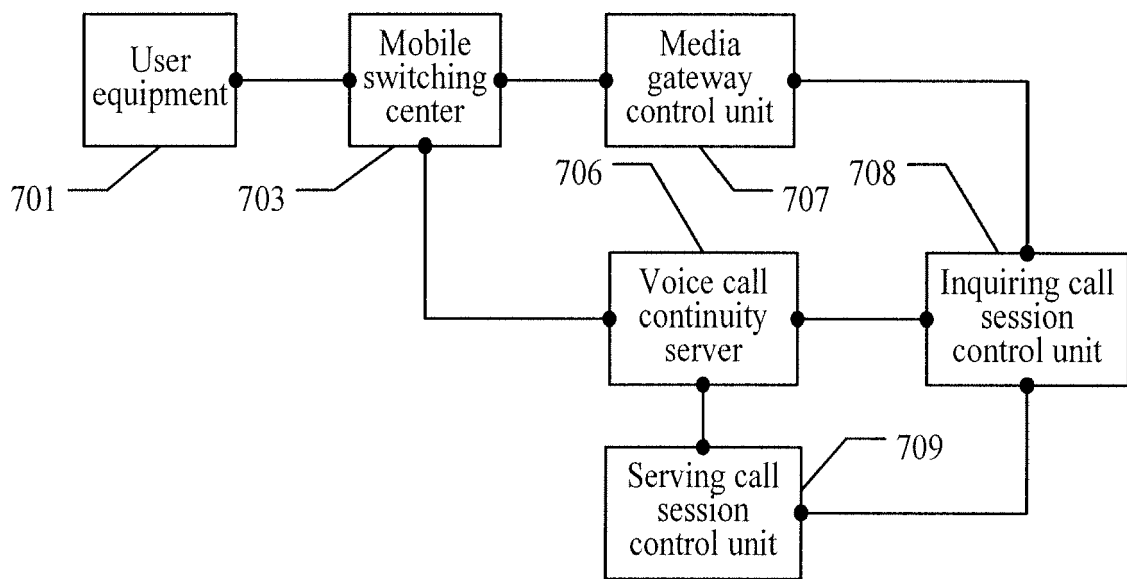 User
equipment
Mobile
switching
center
Media
gateway
control unit
701
703
706
707
708
Voice call
continuity
server
Inquiring call
session
control unit
Serving call
session
control unit
709